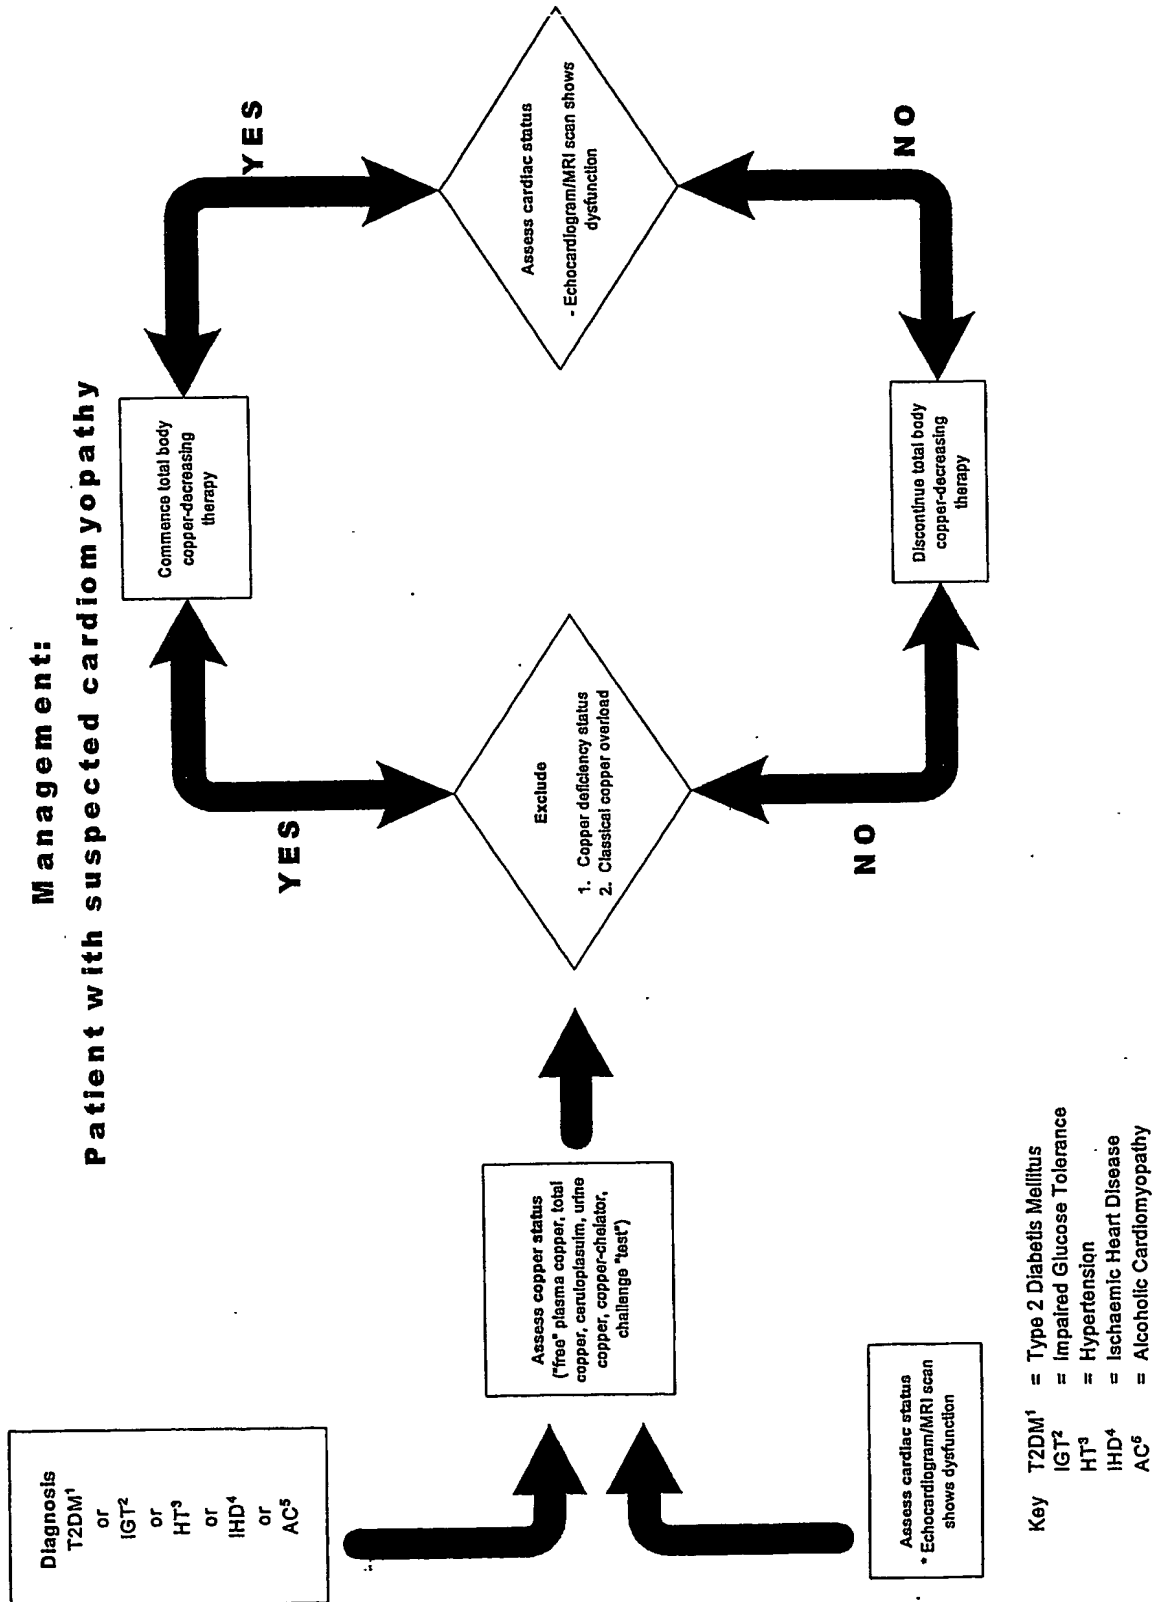 Management:
Patient with suspected cardiomyopathy
Diagnosis
T2DM¹
or
IGT²
or
HT³
or
IHD⁴
or
AC⁵
Assess cardiac status
* Echocardiogram/MRI scan
shows dysfunction
Assess copper status
("free" plasma copper, total
copper, ceruloplasuim, urine
copper, copper-chelator,
challenge "test")
Exclude
1. Copper deficiency status
2. Classical copper overload
YES
NO
Commence total body
copper-decreasing
therapy
Discontinue total body
copper-decreasing
therapy
YES
NO
Assess cardiac status
- Echocardiogram/MRI scan shows
dysfunction
Key T2DM¹ = Type 2 Diabetis Mellitus
IGT² = Impaired Glucose Tolerance
HT³ = Hypertension
IHD⁴ = Ischaemic Heart Disease
AC⁵ = Alcoholic Cardiomyopathy